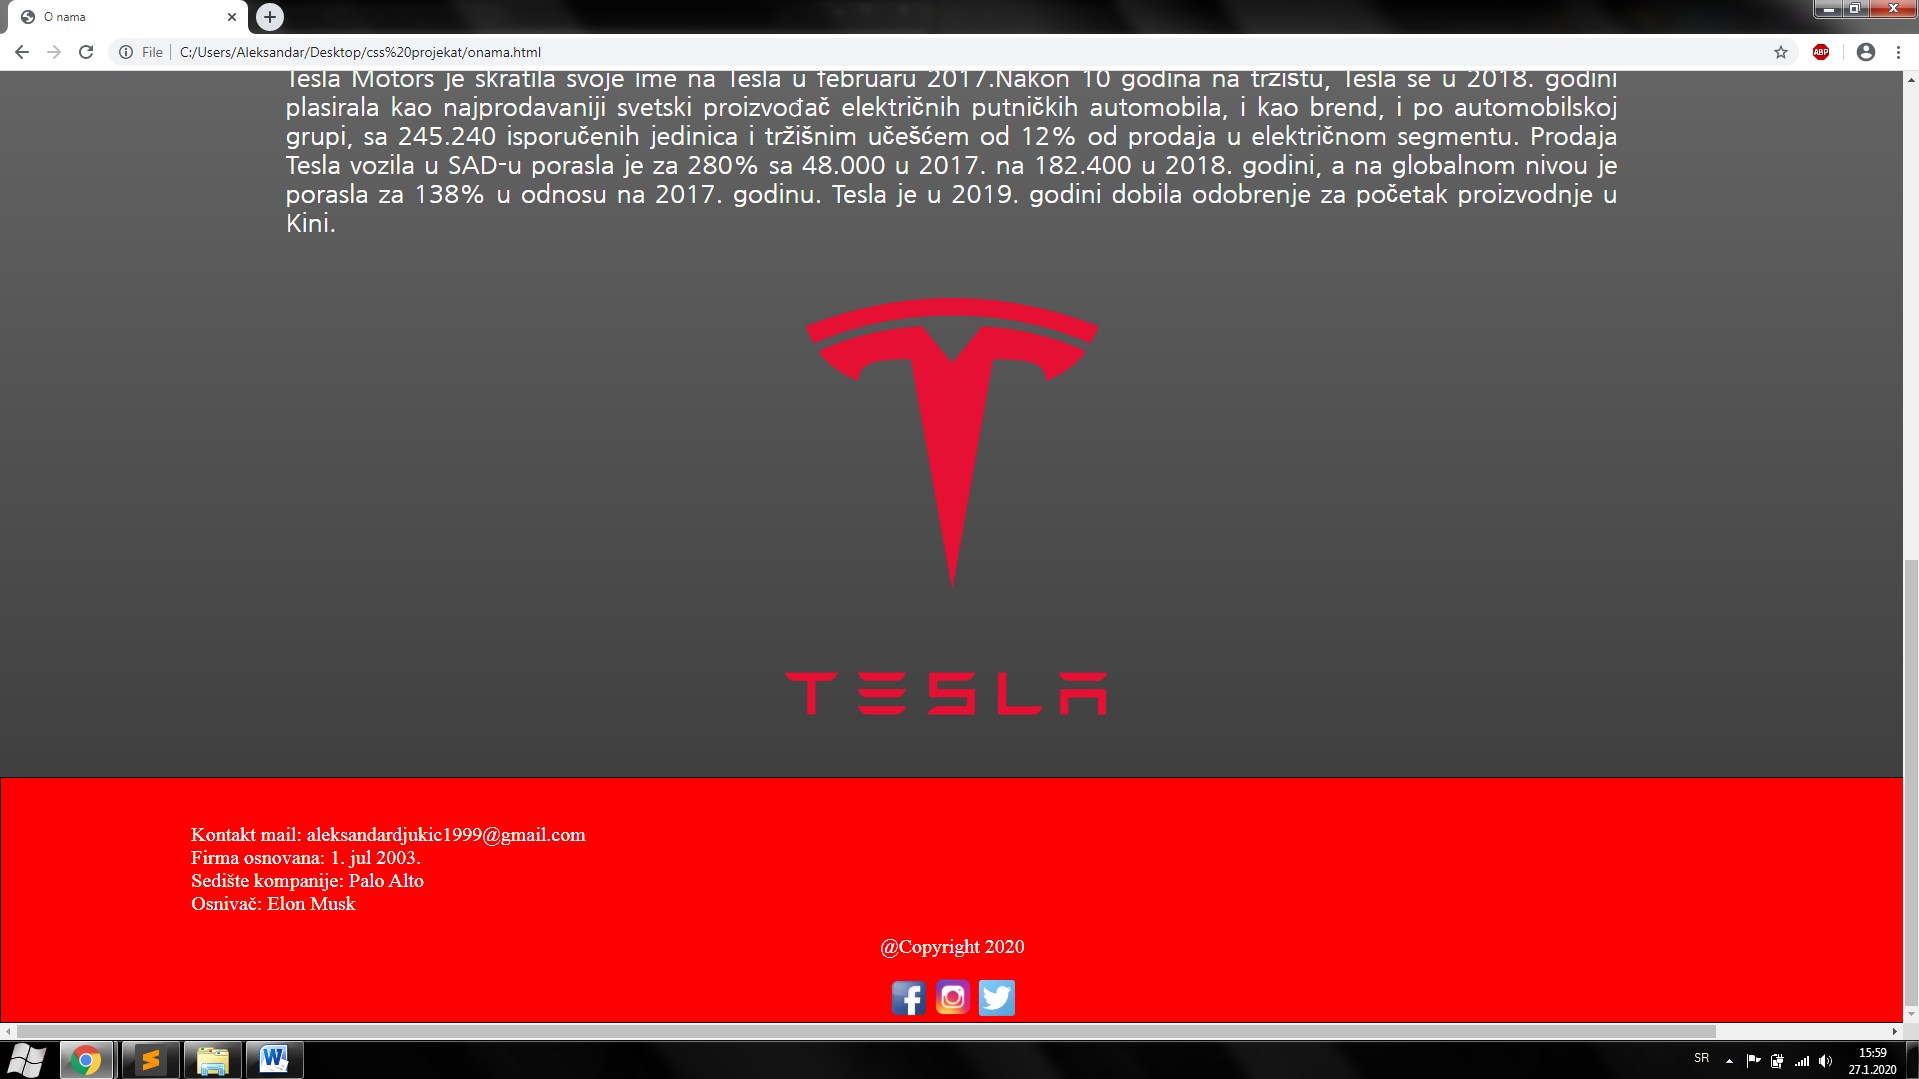 O nama
File
C:/Users/Aleksandar/Desktop/css%20projekat/onama.html
ABP
Tesla Motors je skratila svoje ime na Tesla u februaru 2017.Nakon 10 godina na tržištu, Tesla se u 2018. godini
plasirala kao najprodavaniji svetski proizvođač električnih putničkih automobila, i kao brend, i po automobilskoj
grupi, sa 245.240 isporučenih jedinica i tržišnim učešćem od 12% od prodaja u električnom segmentu. Prodaja
Tesla vozila u SAD-u porasla je za 280% sa 48.000 u 2017. na 182.400 u 2018. godini, a na globalnom nivou je
porasla za 138% u odnosu na 2017. godinu. Tesla je u 2019. godini dobila odobrenje za početak proizvodnje u
Kini.
TESLA
Kontakt mail: aleksandardjukic1999@gmail.com
Firma osnovana: 1. jul 2003.
Sedište kompanije: Palo Alto
Osnivač: Elon Musk
@Copyright 2020
SR
15:59
27.1.2020